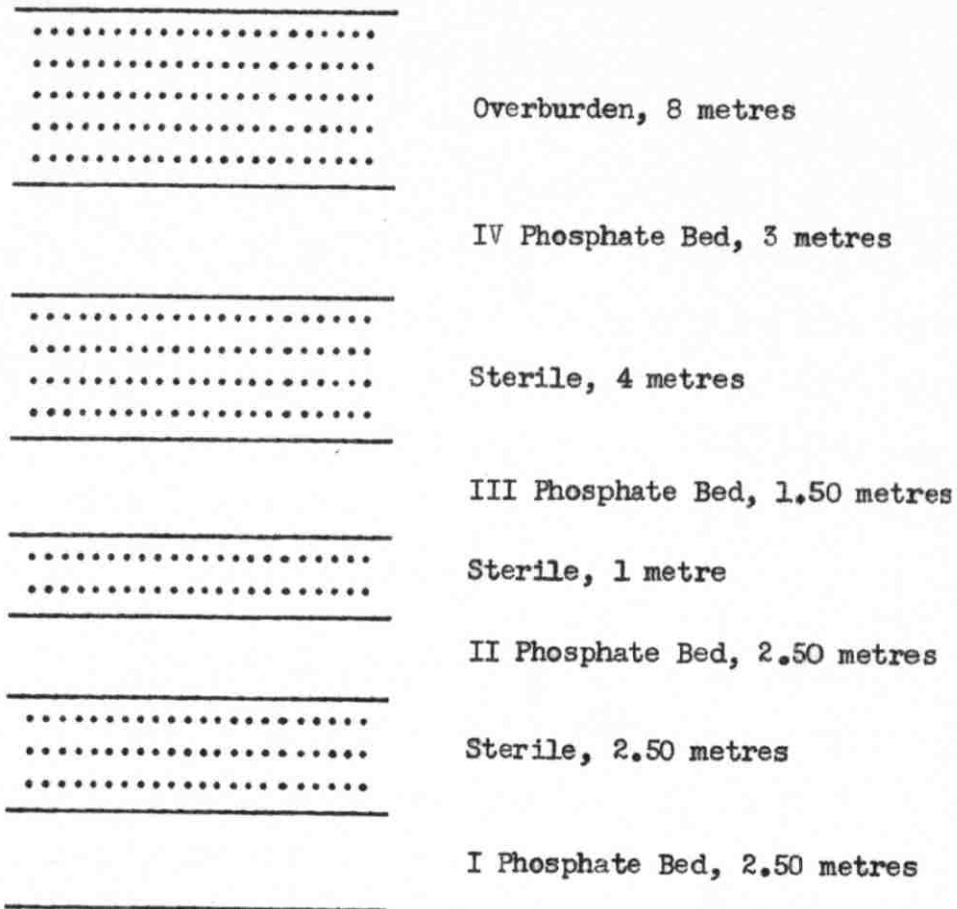 Overburden, 8 metres
IV Phosphate Bed, 3 metres
Sterile, 4 metres
III Phosphate Bed, 1.50 metres
Sterile, 1 metre
II Phosphate Bed, 2.50 metres
Sterile, 2.50 metres
I Phosphate Bed, 2.50 metres